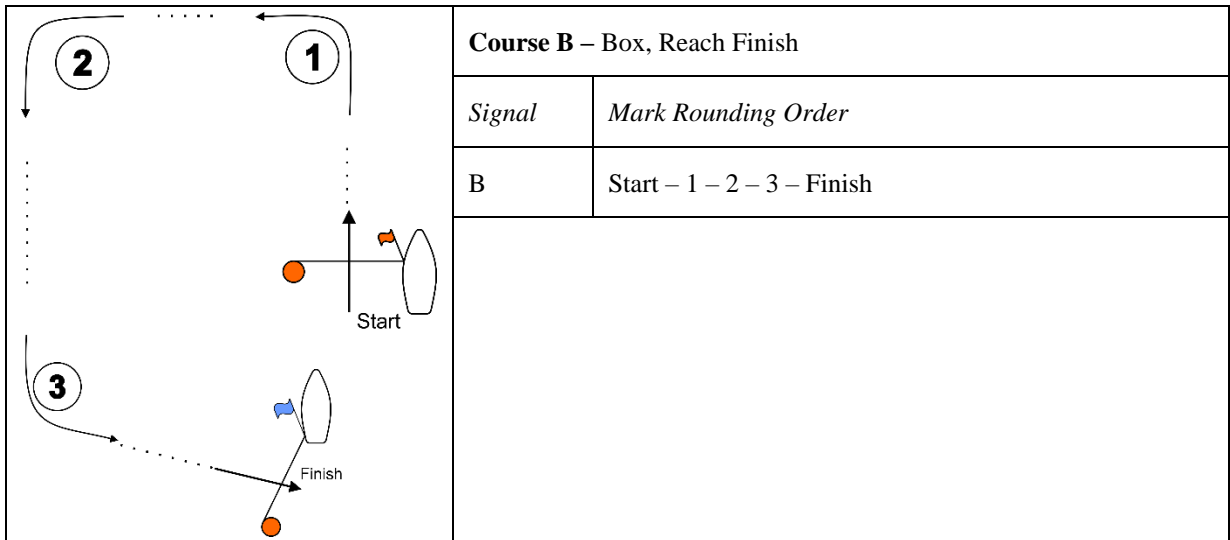 2
1
Course B – Box, Reach Finish
Signal
Mark Rounding Order
B
Start – 1 – 2 – 3 – Finish
Start
3
Finish